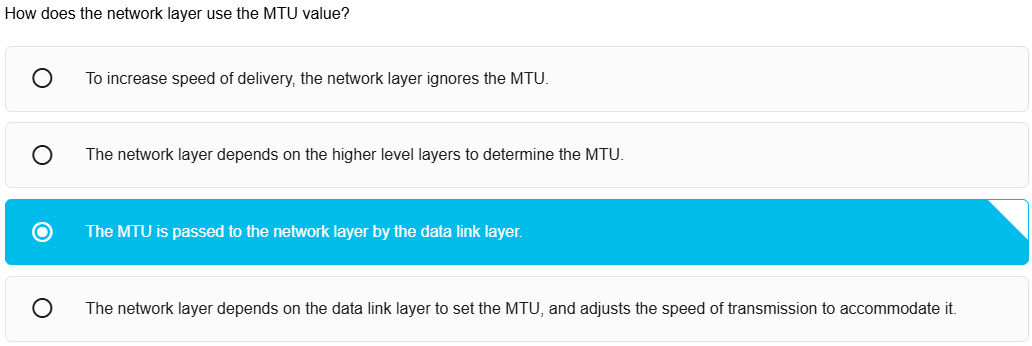 How does the network layer use the MTU value?
To increase speed of delivery, the network layer ignores the MTU.
The network layer depends on the higher level layers to determine the MTU.
The MTU is passed to the network layer by the data link layer.
The network layer depends on the data link layer to set the MTU, and adjusts the speed of transmission to accommodate it.